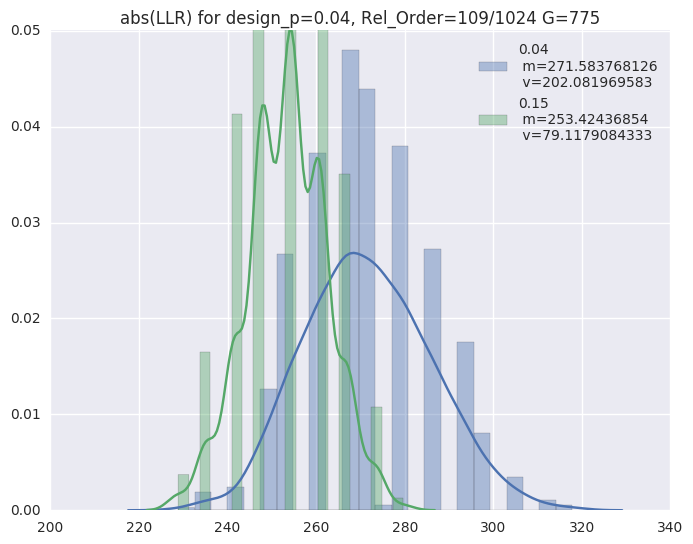 abs(LLR) for design_p=0.04, Rel_Order=109/1024 G=775
0.05
0.04
0.03
0.02
0.01
0.00
200 220 240 260 280 300 320 340
0.04
m=271.583768126
v=202.081969583
0.15
m=253.42436854
v=79.1179084333